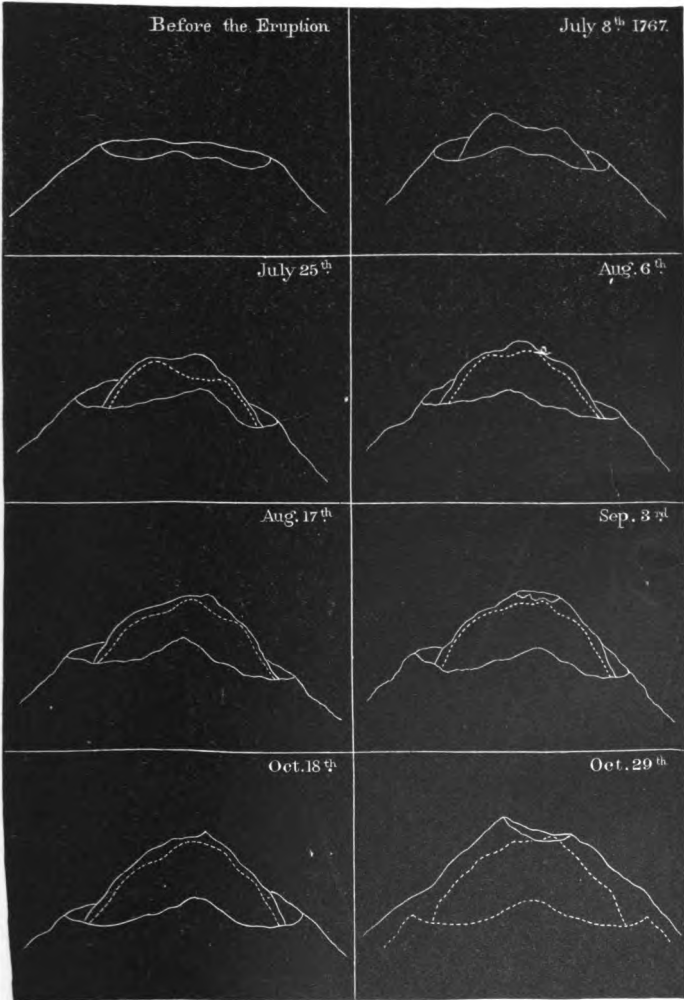 Before the Eruption
July 8th 1767.
July 25th
Aug. 6th
Aug. 17th
Sep. 3rd
Oct. 18th
Oct. 29th